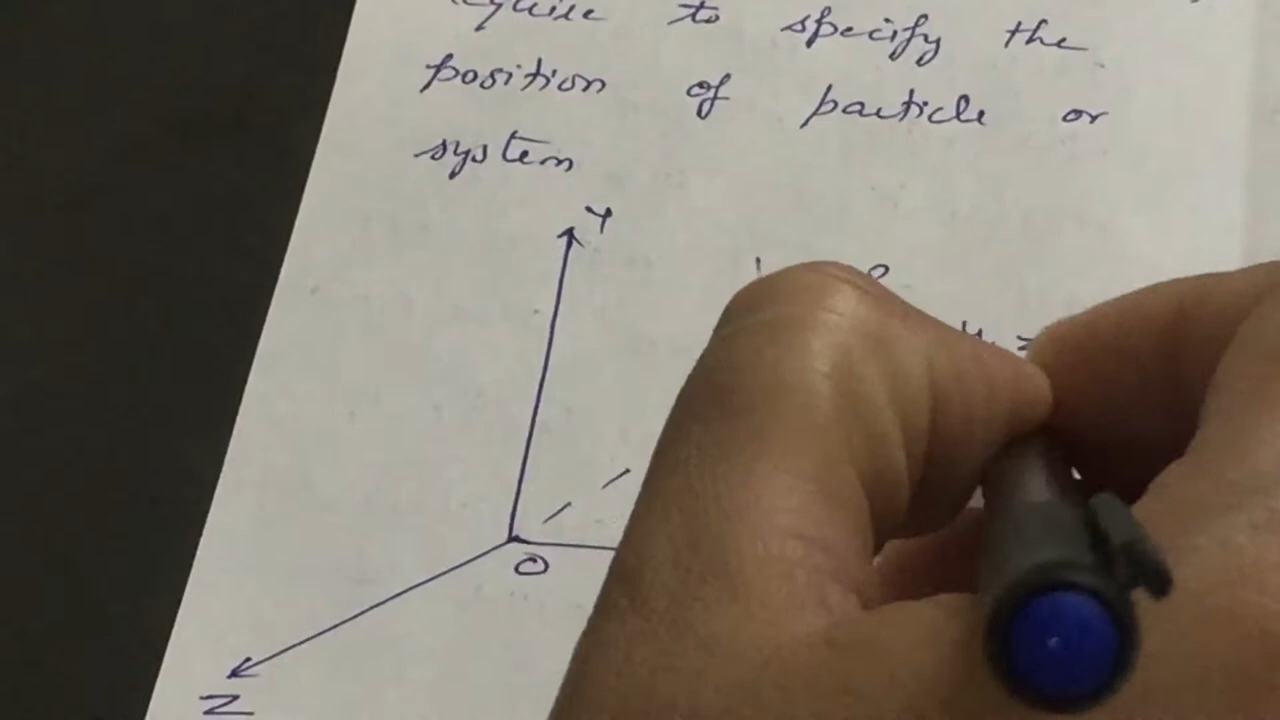 to specify the
position of particle or
system
Y
O
Z